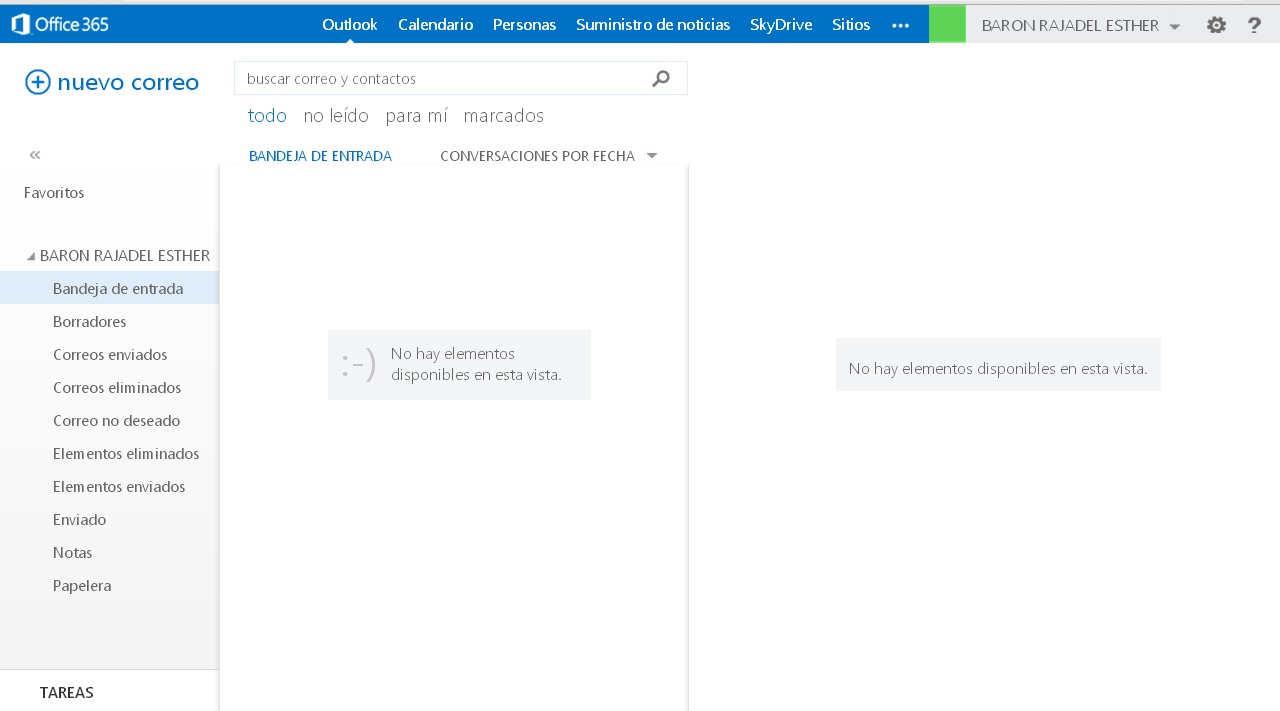 Office 365 Outlook Calendario Personas Suministro de noticias SkyDrive Sitios ••• BARON RAJADEL ESTHER ?
nuevo correo
buscar correo y contactos
todo no leído para mí marcados
«
BANDEJA DE ENTRADA CONVERSACIONES POR FECHA
Favoritos
BARON RAJADEL ESTHER
Bandeja de entrada
Borradores
Correos enviados
Correos eliminados
Correo no deseado
Elementos eliminados
Elementos enviados
Enviado
Notas
Papelera
TAREAS
:-)
No hay elementos
disponibles en esta vista.
No hay elementos disponibles en esta vista.